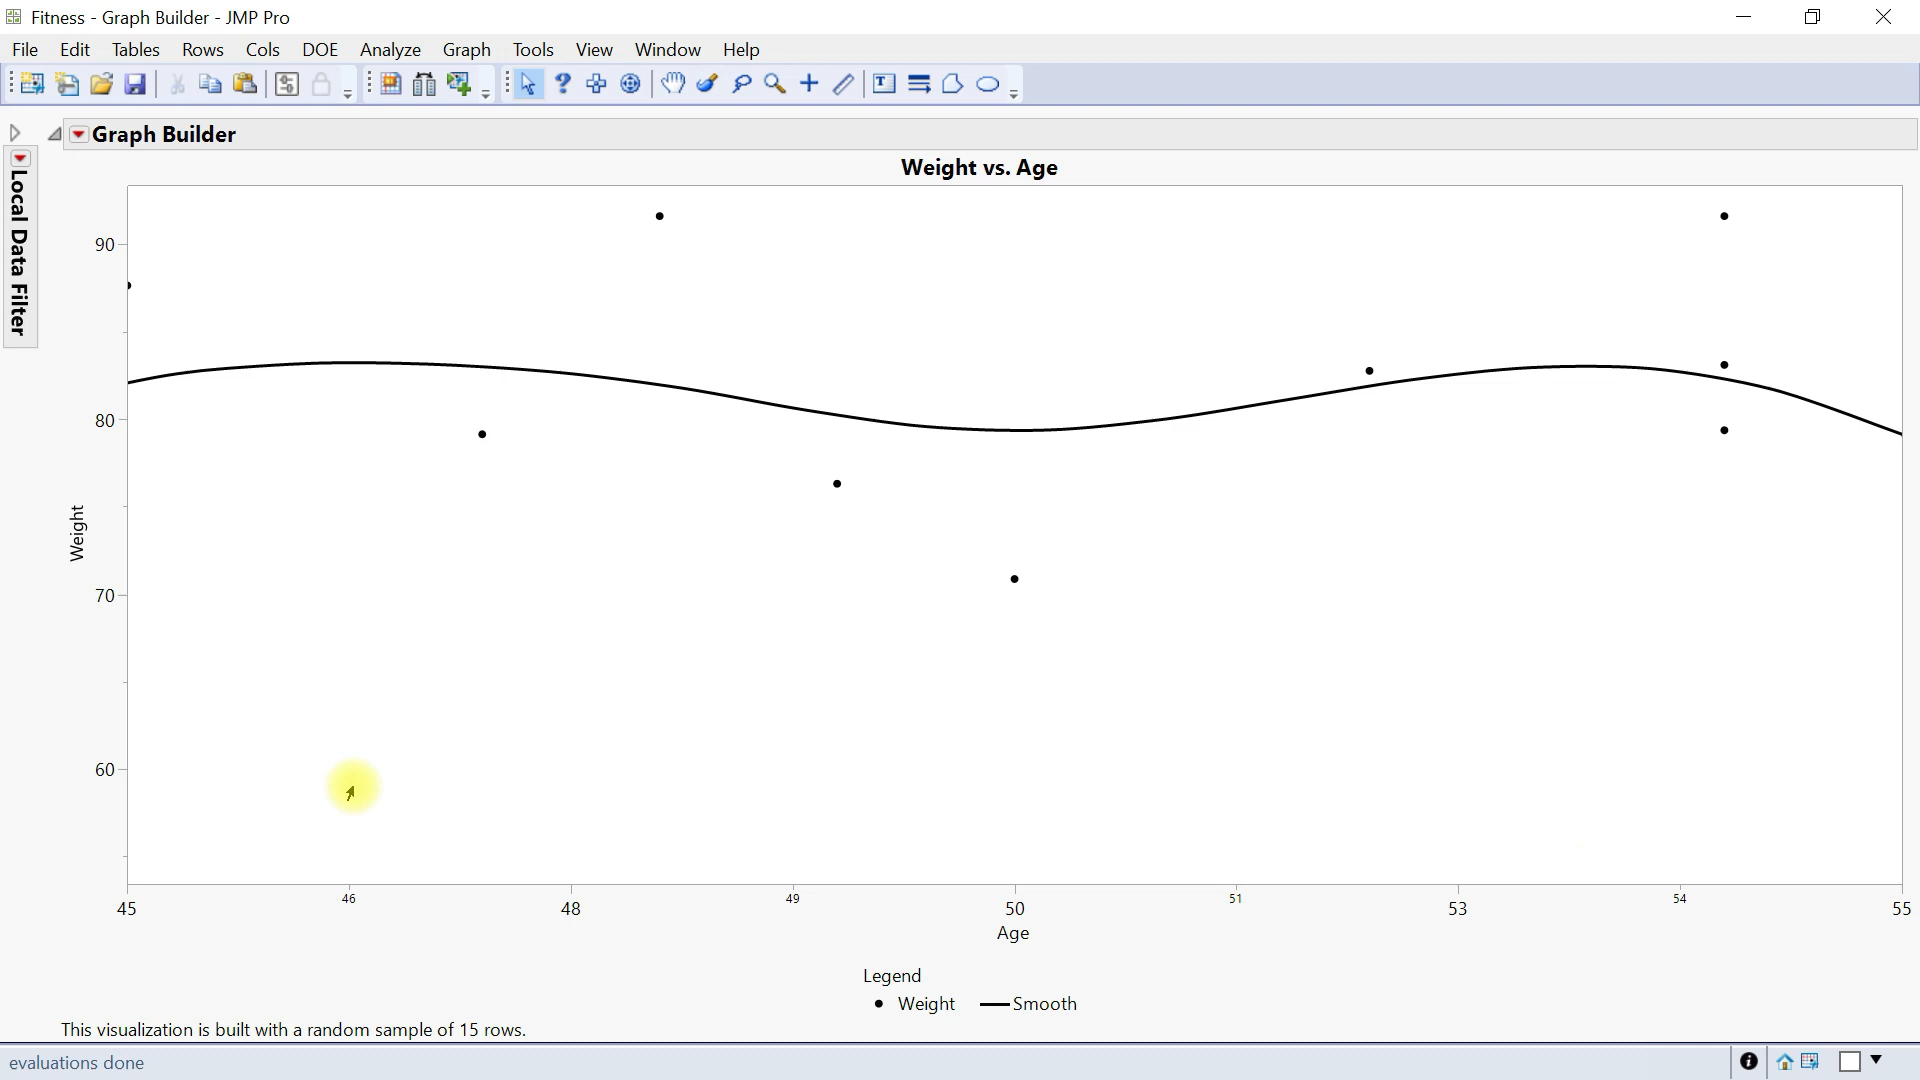 Fitness - Graph Builder - JMP Pro
File Edit Tables Rows Cols DOE Analyze Graph Tools View Window Help
Graph Builder
Local Data Filter
Weight vs. Age
90
80
70
60
Weight
45 46 48 49 50 51 53 54 55
Age
Legend
Weight Smooth
This visualization is built with a random sample of 15 rows.
evaluations done